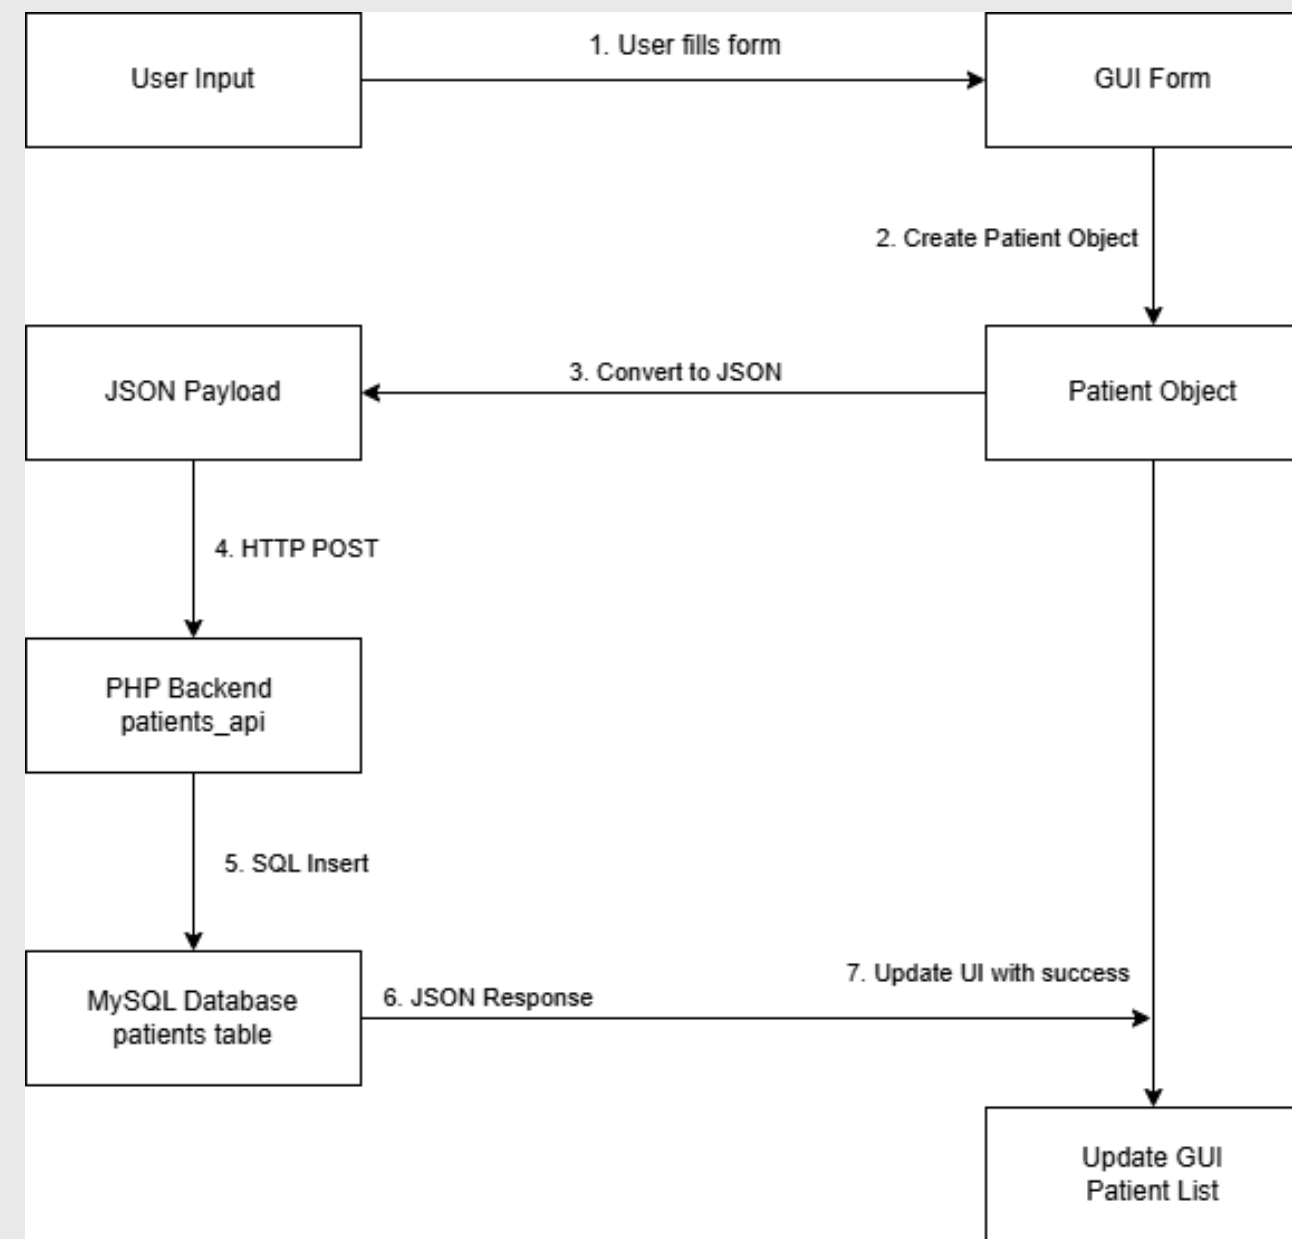 User Input
1. User fills form
GUI Form
2. Create Patient Object
JSON Payload
3. Convert to JSON
Patient Object
4. HTTP POST
PHP Backend
patients_api
5. SQL Insert
MySQL Database
patients table
6. JSON Response
7. Update UI with success
Update GUI
Patient List